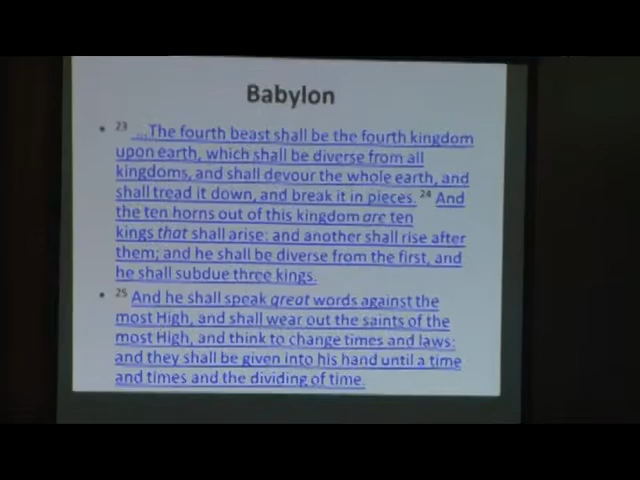 Babylon
• 23 ...The fourth beast shall be the fourth kingdom
upon earth, which shall be diverse from all
kingdoms, and shall devour the whole earth, and
shall tread it down, and break it in pieces. 24 And
the ten horns out of this kingdom are ten
kings that shall arise: and another shall rise after
them; and he shall be diverse from the first, and
he shall subdue three kings.
• 25 And he shall speak great words against the
most High, and shall wear out the saints of the
most High, and think to change times and laws:
and they shall be given into his hand until a time
and times and the dividing of time.